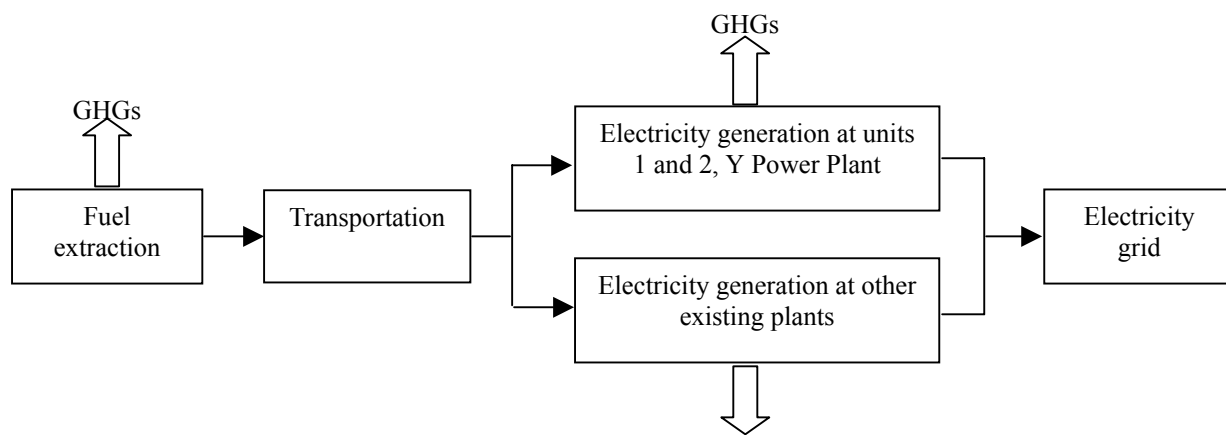 GHGs
GHGs
Fuel
extraction
Transportation
Electricity generation at units
1 and 2, Y Power Plant
Electricity generation at other
existing plants
Electricity
grid